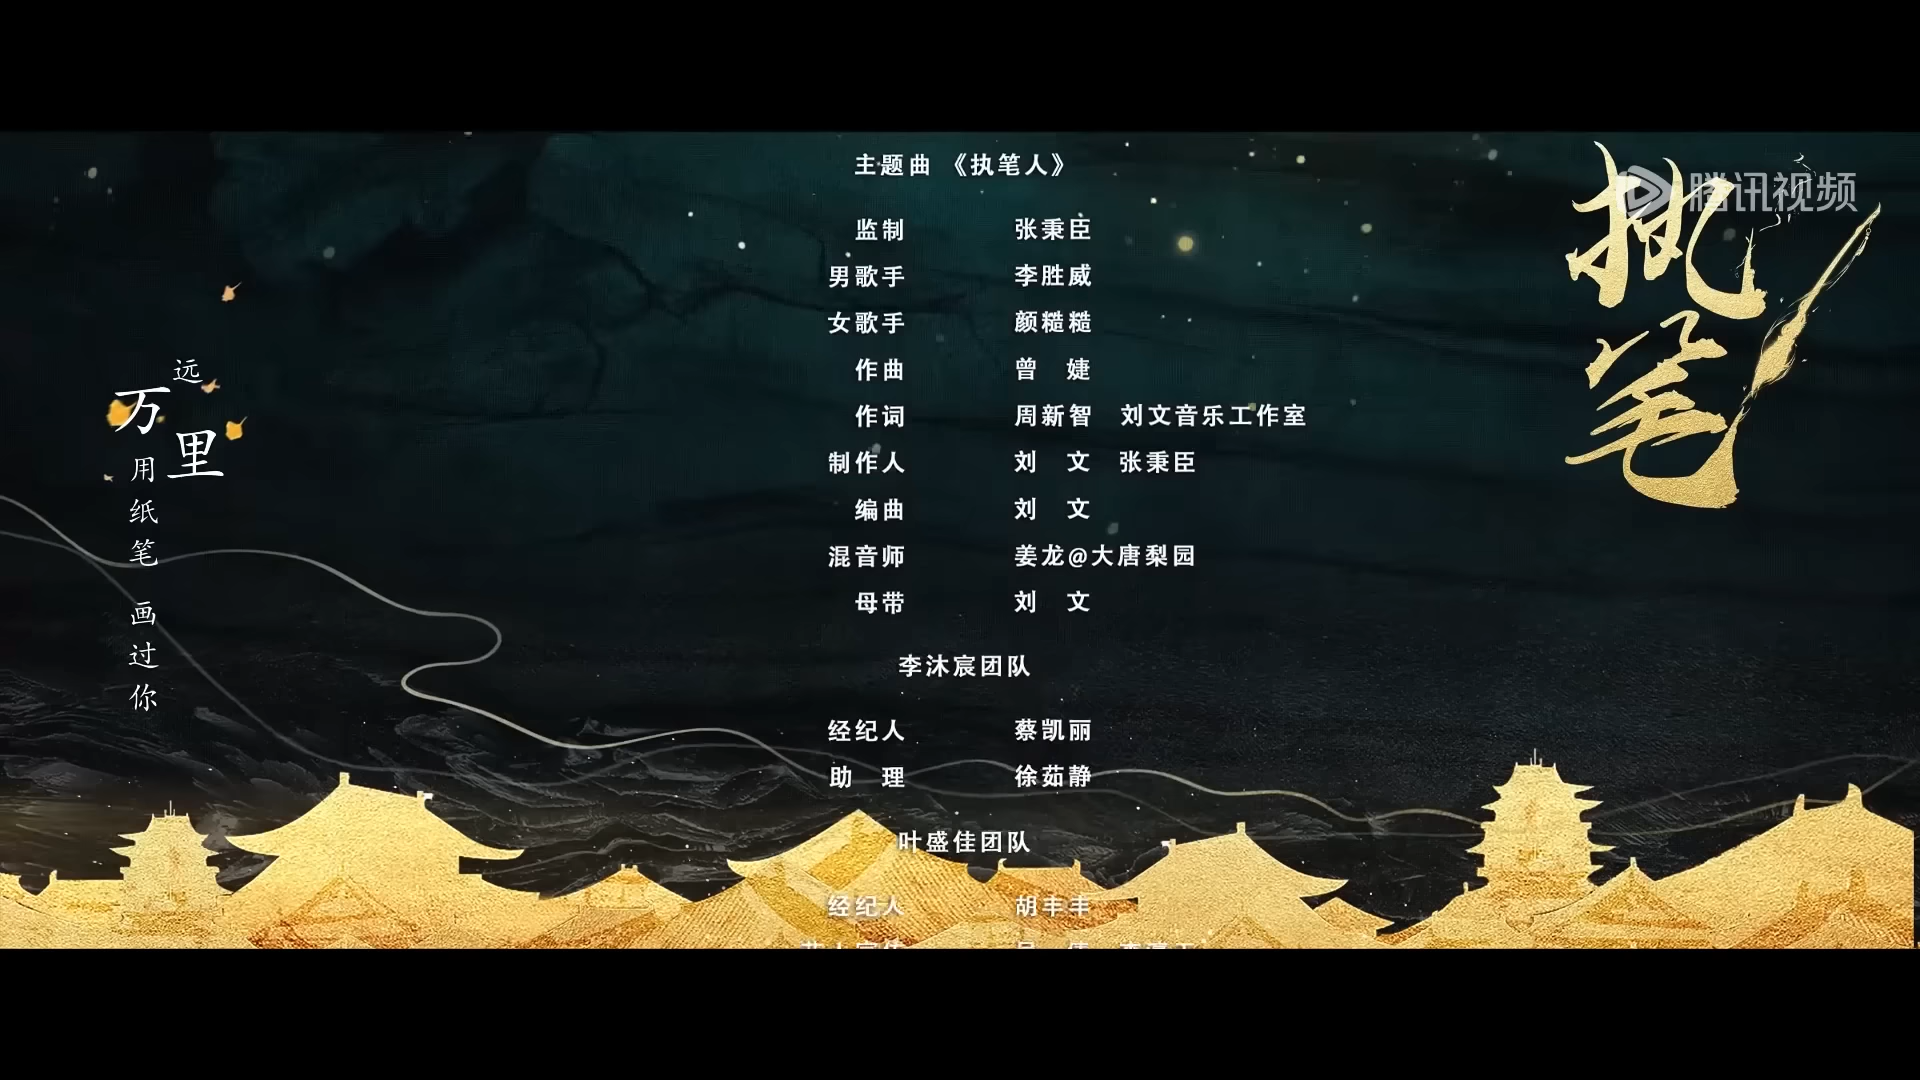 主题曲 《执笔人》
监制 张秉臣
男歌手 李胜威
女歌手 颜糙糙
作曲 曾 婕
作词 周新智 刘文音乐工作室
制作人 刘 文 张秉臣
编曲 刘 文
混音师 姜龙@大唐梨园
母带 刘 文
李沐宸团队
经纪人 蔡凯丽
助 理 徐茹静
叶盛佳团队
经纪人 胡丰丰
远
万里
用纸笔 画过你
执笔
腾讯视频